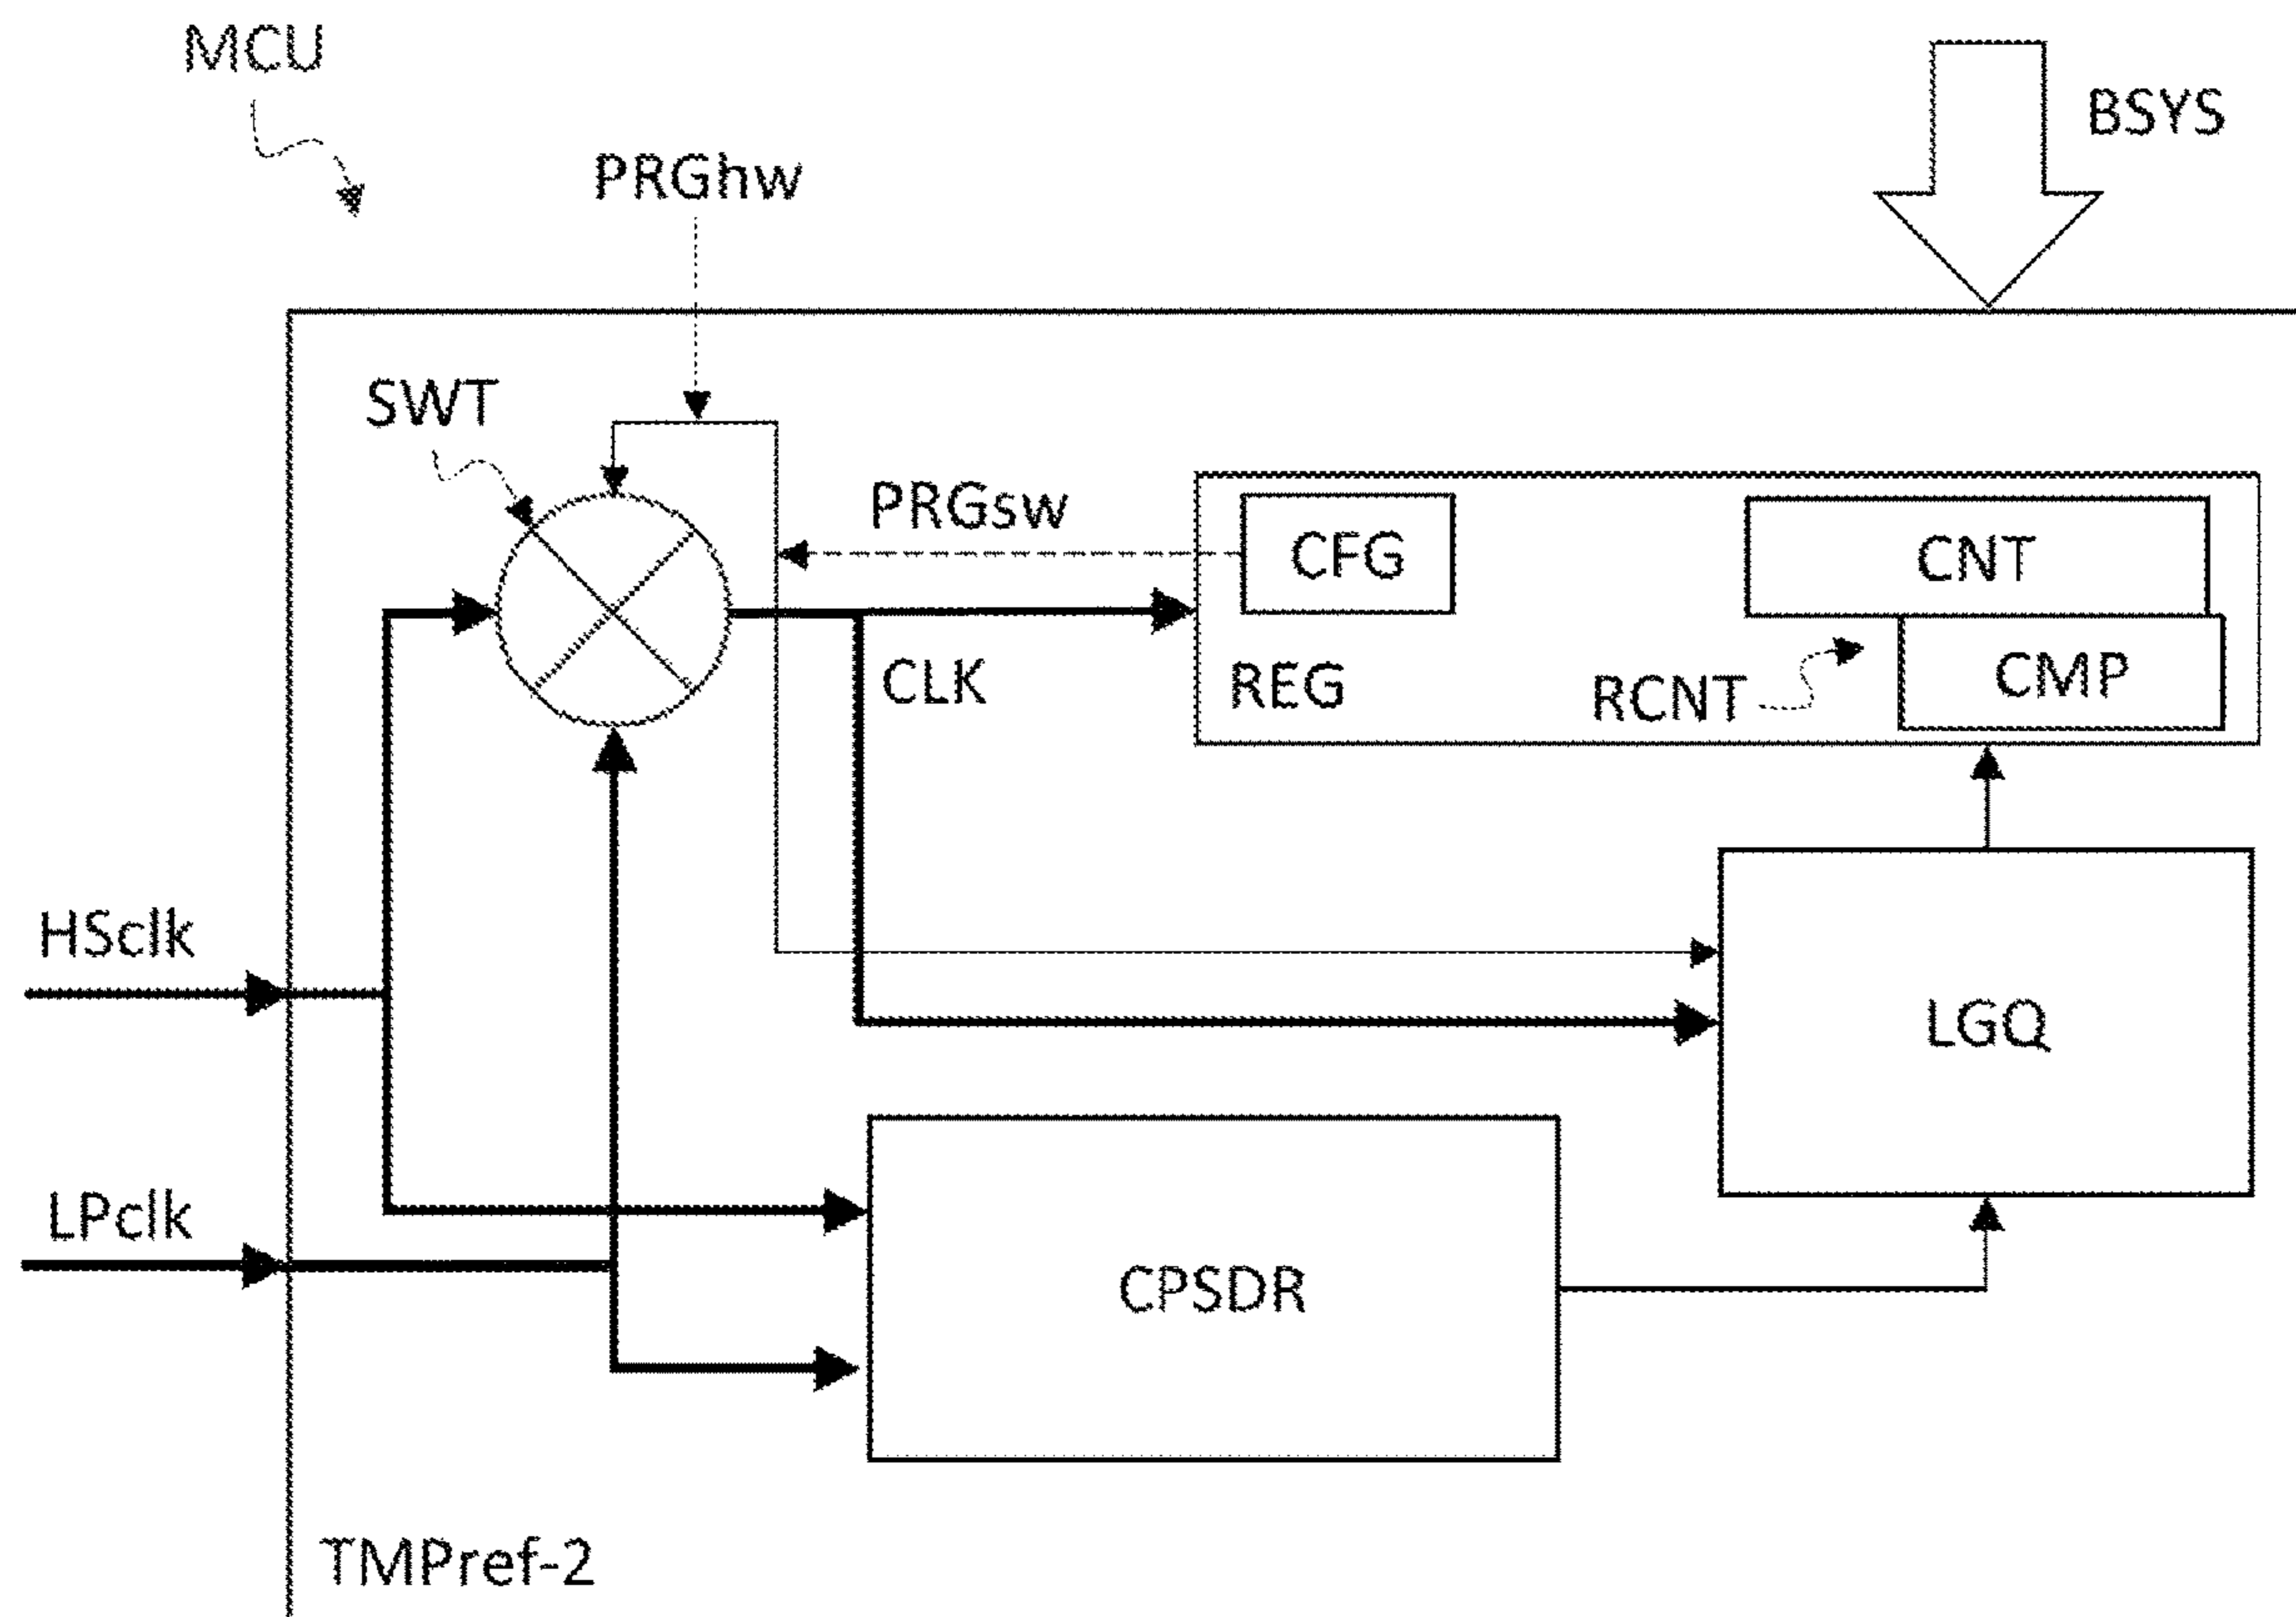 MCU
BSYS
PRGhw
SWT
PRGsw
CFG
CNT
CLK
REG
RCNT
CMP
HSclk
LGQ
LPclk
CPSDR
TMPref-2